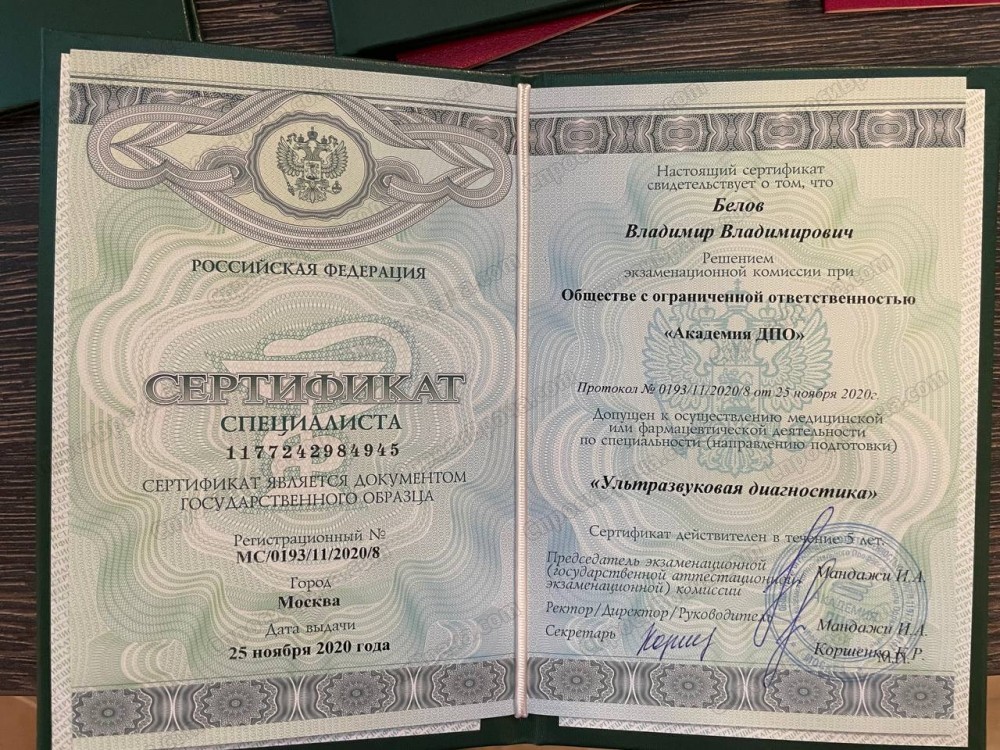 РОССИЙСКАЯ ФЕДЕРАЦИЯ
СЕРТИФИКАТ
СПЕЦИАЛИСТА
1177242984945
СЕРТИФИКАТ ЯВЛЯЕТСЯ ДОКУМЕНТОМ
ГОСУДАРСТВЕННОГО ОБРАЗЦА
Регистрационный №
МС/0193/11/2020/8
Город
Москва
Дата выдачи
25 ноября 2020 года
Настоящий сертификат
свидетельствует о том, что
Белов
Владимир Владимирович
Решением
экзаменационной комиссии при
Обществе с ограниченной ответственностью
«Академия ДПО»
Протокол № 0193/11/2020/8 от 25 ноября 2020г.
Допущен к осуществлению медицинской
или фармацевтической деятельности
по специальности (направлению подготовки)
«Ультразвуковая диагностика»
Сертификат действителен в течение 5 лет.
Председатель экзаменационной
(государственной аттестационной,
экзаменационной) комиссии
Мандажи И.А.
Ректор/Директор/Руководитель
Мандажи И.А.
Секретарь
Коршенко Е.Р.
М.П.
АКАДЕМИЯ